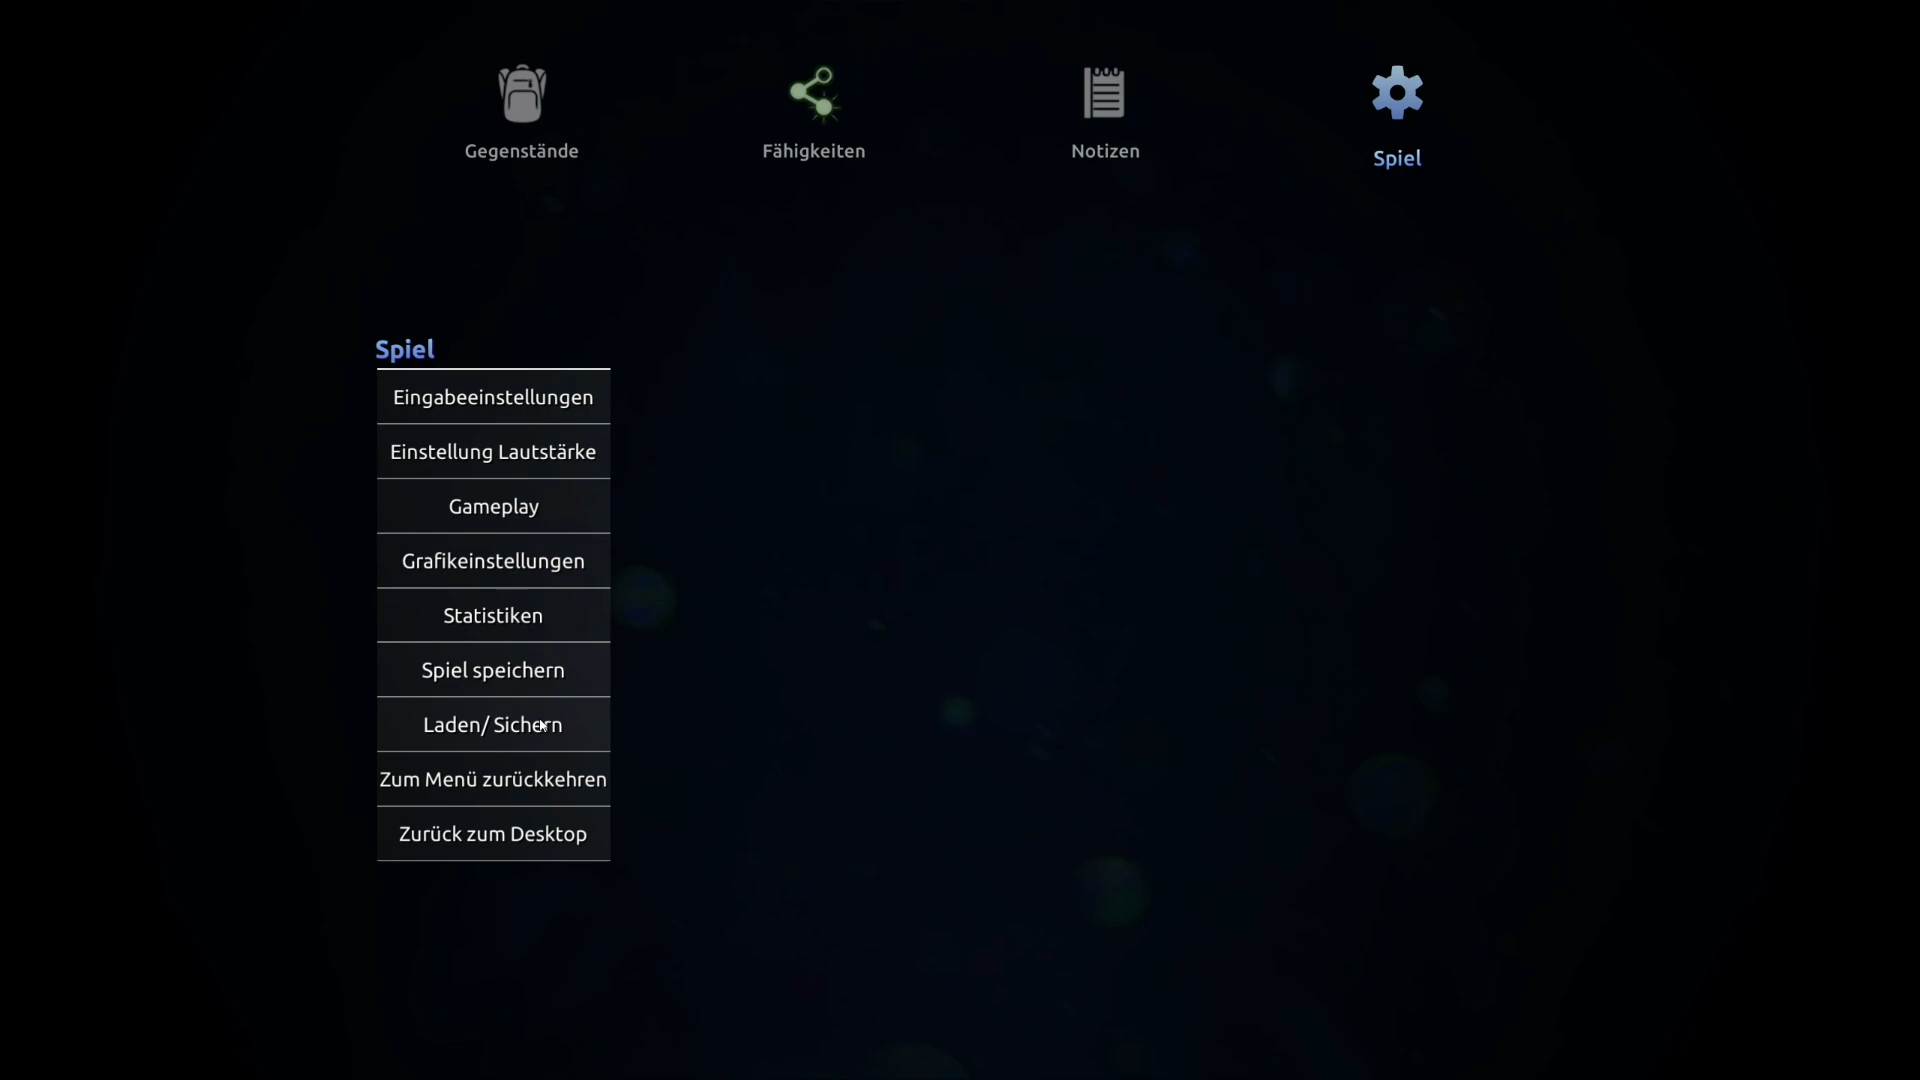 Gegenstände
Fähigkeiten
Notizen
Spiel
Spiel
Eingabeeinstellungen
Einstellung Lautstärke
Gameplay
Grafikeinstellungen
Statistiken
Spiel speichern
Laden/ Sichern
Zum Menü zurückkehren
Zurück zum Desktop